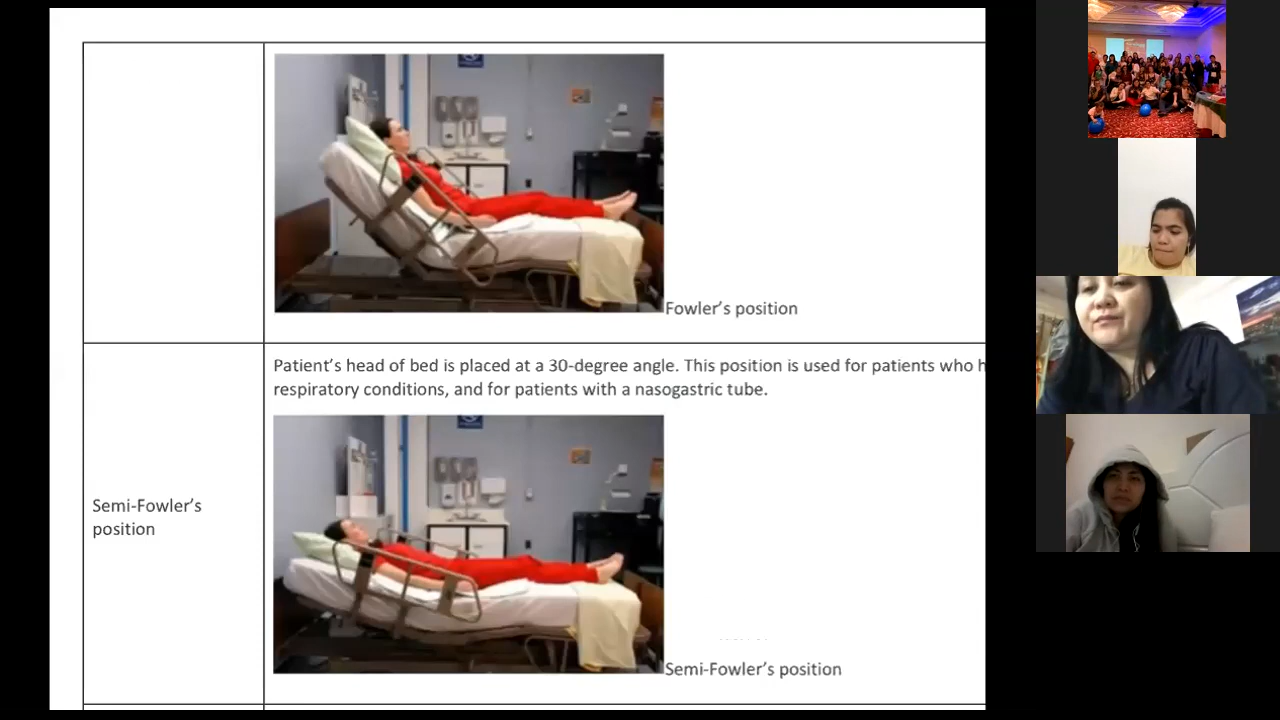 Fowler's position
Patient's head of bed is placed at a 30-degree angle. This position is used for patients who h
respiratory conditions, and for patients with a nasogastric tube.
Semi-Fowler's
position
Semi-Fowler's position